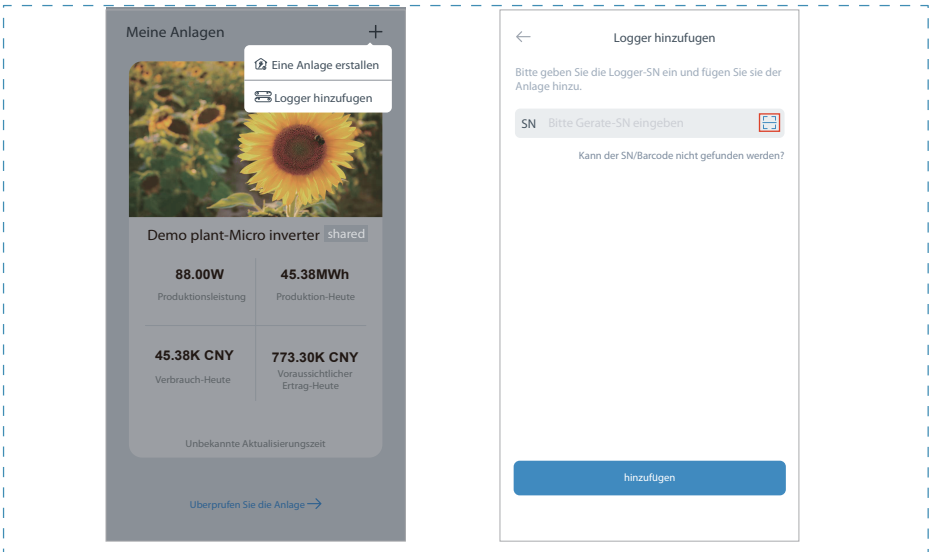 Meine Anlagen
Eine Anlage erstallen
Logger hinzufugen
Demo plant-Micro inverter shared
88.00W
Produktionsleistung
45.38MWh
Produktion-Heute
45.38K CNY
Verbrauch-Heute
773.30K CNY
Voraussichtlicher
Ertrag-Heute
Unbekannte Aktualisierungszeit
Uberprufen Sie die Anlage
Logger hinzufugen
Bitte geben Sie die Logger-SN ein und fügen Sie sie der
Anlage hinzu.
SN Bitte Gerate-SN eingeben
Kann der SN/Barcode nicht gefunden werden?
hinzufügen